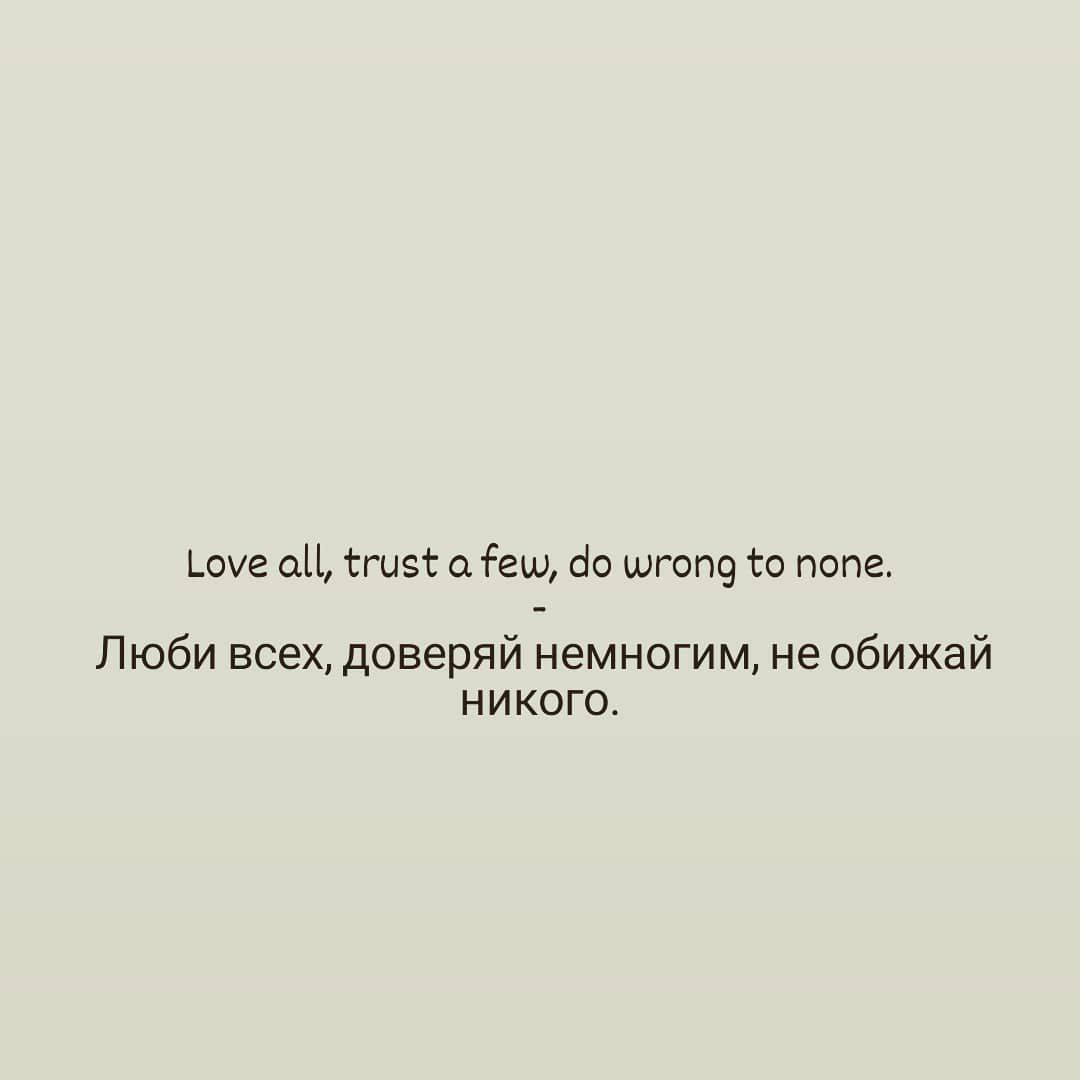 Love all, trust a few, do wrong to none.
-
Люби всех, доверяй немногим, не обижай
никого.